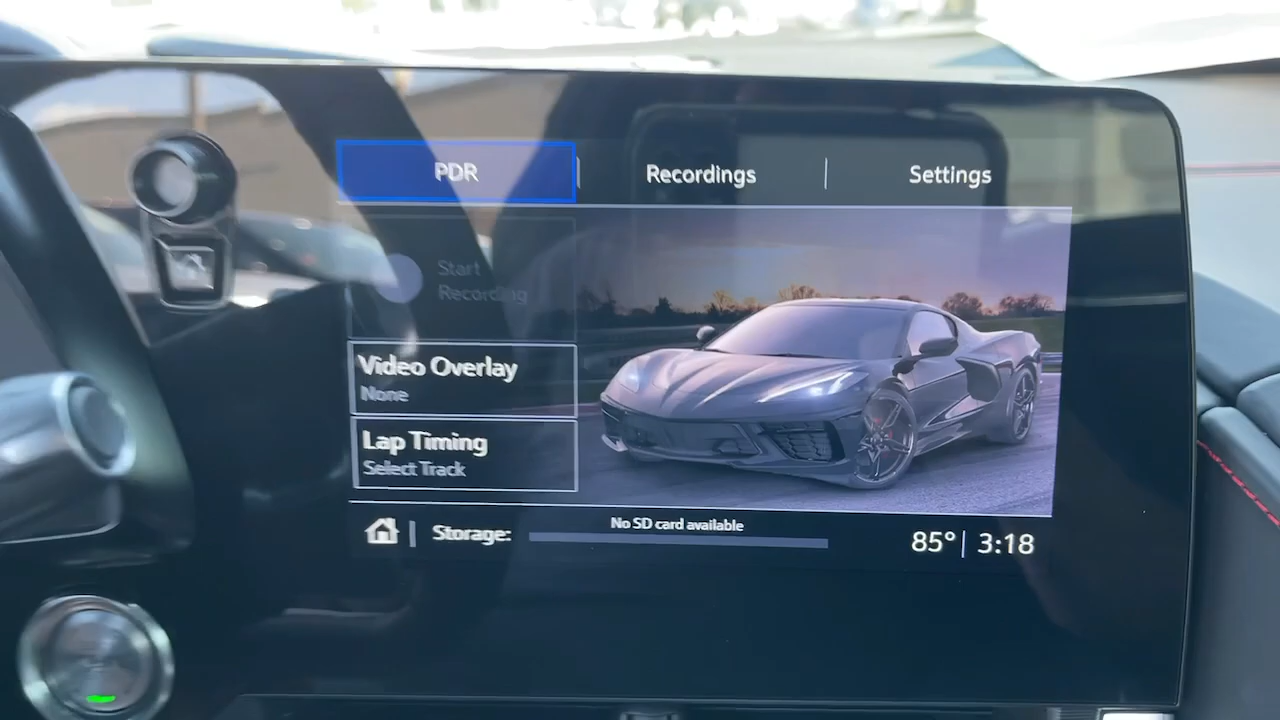 PDR
Recordings
Settings
Start
Recording
Video Overlay
None
Lap Timing
Select Track
Storage:
No SD card available
85° | 3:18